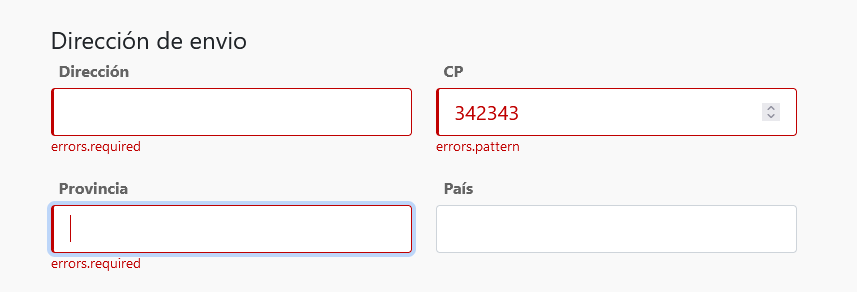 Dirección de envio
Dirección
CP
342343
errors.required
errors.pattern
Provincia
País
errors.required